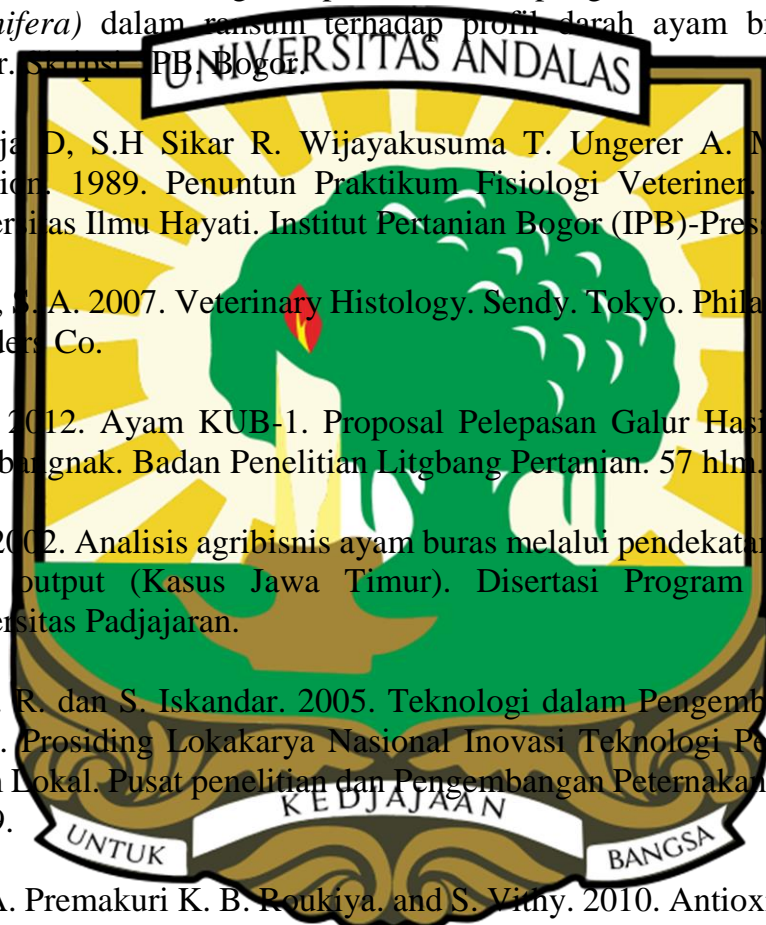 nifera) dalam ransum terhadap profil darah ayam br
r. Skripsi IPB. Bogor.
UNIVERSITAS ANDALAS
ja D, S.H Sikar R. Wijayakusuma T. Ungerer A. M
ion. 1989. Penuntun Praktikum Fisiologi Veteriner.
ersitas Ilmu Hayati. Institut Pertanian Bogor (IPB)-Press
, S. A. 2007. Veterinary Histology. Sendy. Tokyo. Phila
ders Co.
2012. Ayam KUB-1. Proposal Pelepasan Galur Hasi
bangnak. Badan Penelitian Litgbang Pertanian. 57 hlm.
2002. Analisis agribisnis ayam buras melalui pendekatan
output (Kasus Jawa Timur). Disertasi Program
ersitas Padjajaran.
R. dan S. Iskandar. 2005. Teknologi dalam Pengemb
. Prosiding Lokakarya Nasional Inovasi Teknologi Pe
n Lokal. Pusat penelitian dan Pengembangan Peternakan
9.
UNTUK KEDJAJAAN BANGSA
A. Premakuri K. B. Roukiya. and S. Vithy. 2010. Antioxi